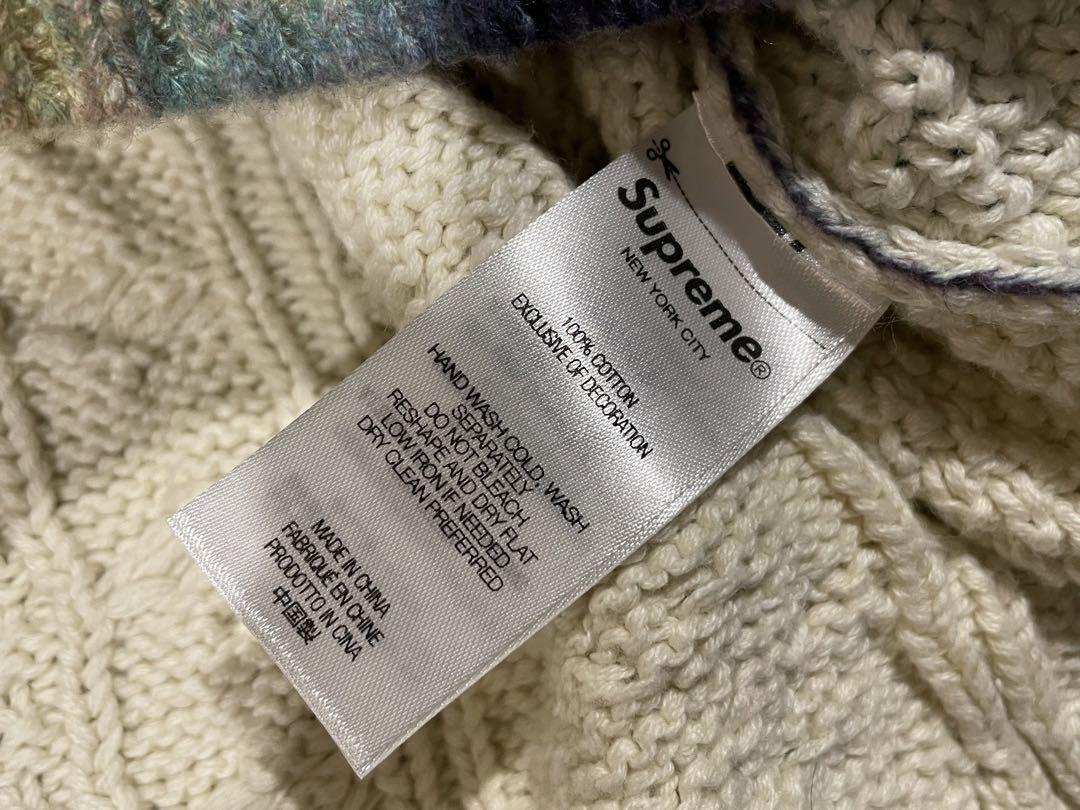 Supreme®
NEW YORK CITY
100% COTTON
EXCLUSIVE OF DECORATION
HAND WASH COLD, WASH
SEPARATELY
DO NOT BLEACH
RESHAPE AND DRY FLAT
LOW IRON IF NEEDED
DRY CLEAN PREFERRED
MADE IN CHINA
FABRIQUE EN CHINE
PRODOTTO IN CINA
中国製